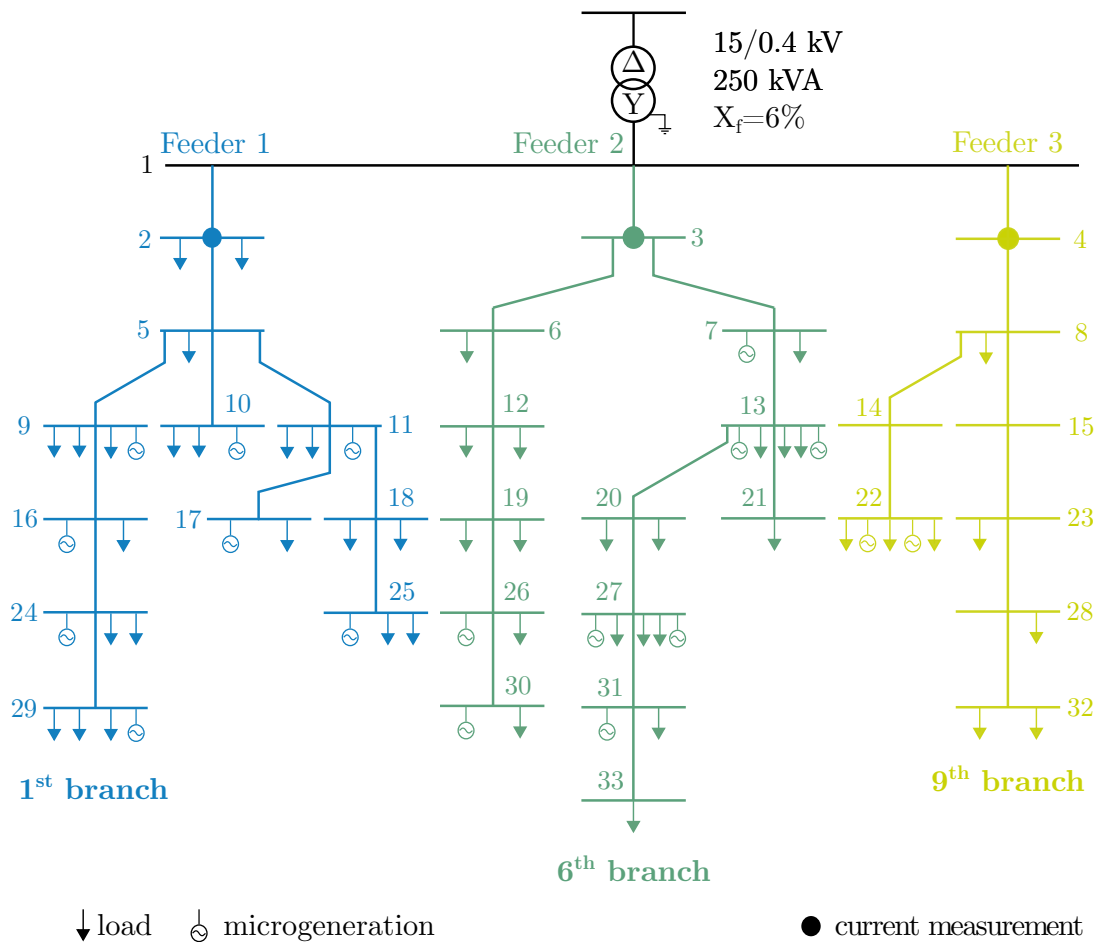 Δ
Y
15/0.4 kV
250 kVA
X_f=6%
Feeder 1
Feeder 2
Feeder 3
1
2
3
4
5
6
7
8
9
10
11
12
13
14
15
16
17
18
19
20
21
22
23
24
25
26
27
28
29
30
31
32
33
1st branch
6th branch
9th branch
load
microgeneration
current measurement